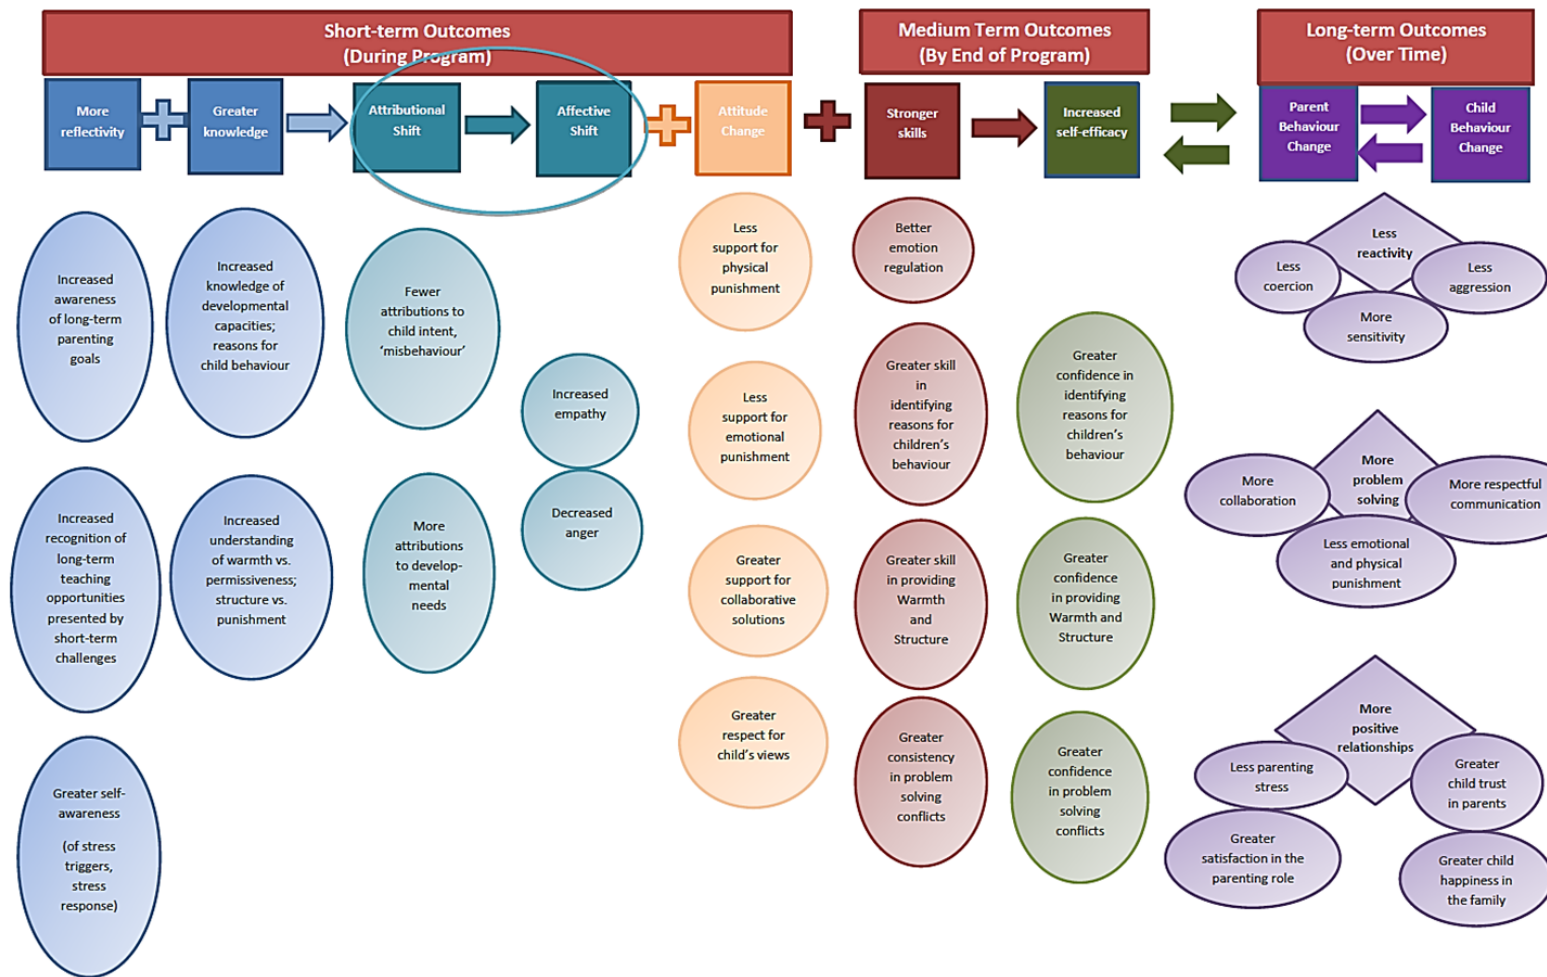 Short-term Outcomes
(During Program)
Medium Term Outcomes
(By End of Program)
Long-term Outcomes
(Over Time)
More
reflectivity
Greater
knowledge
Attributional
Shift
Affective
Shift
Attitude
Change
Stronger
skills
Increased
self-efficacy
Parent
Behaviour
Change
Child
Behaviour
Change
Increased
awareness
of long-term
parenting
goals
Increased
recognition of
long-term
teaching
opportunities
presented by
short-term
challenges
Greater self-
awareness
(of stress
triggers,
stress
response)
Increased
knowledge of
developmental
capacities;
reasons for
child behaviour
Increased
understanding
of warmth vs.
permissiveness;
structure vs.
punishment
Fewer
attributions to
child intent,
‘misbehaviour’
More
attributions
to develop-
mental
needs
Increased
empathy
Decreased
anger
Less
support for
physical
punishment
Less
support for
emotional
punishment
Greater
support for
collaborative
solutions
Greater
respect for
child’s views
Better
emotion
regulation
Greater skill
in
identifying
reasons for
children’s
behaviour
Greater skill
in providing
Warmth
and
Structure
Greater
consistency
in problem
solving
conflicts
Greater
confidence in
identifying
reasons for
children’s
behaviour
Greater
confidence
in providing
Warmth and
Structure
Greater
confidence
in problem
solving
conflicts
Less
reactivity
Less
coercion
Less
aggression
More
sensitivity
More
problem
solving
More
collaboration
More respectful
communication
Less emotional
and physical
punishment
More
positive
relationships
Less parenting
stress
Greater
child trust
in parents
Greater
satisfaction in the
parenting role
Greater child
happiness in
the family